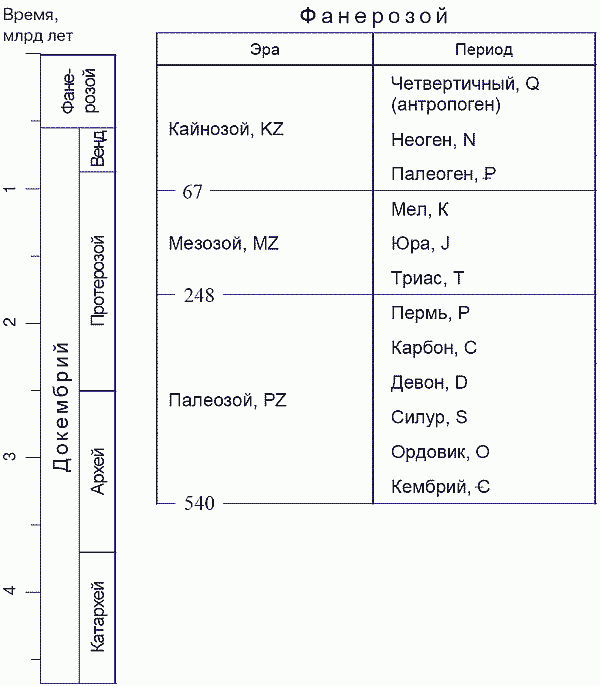 Время,
млрд лет
Фане-
розой
Венд
1
Протерозой
2
Докембрий
3
Архей
4
Катархей
Фанерозой
Эра Период
Кайнозой, KZ
Четвертичный, Q
(антропоген)
Неоген, N
Палеоген, Ꝑ
67
Мезозой, MZ
Мел, К
Юра, J
Триас, Т
248
Палеозой, PZ
Пермь, Р
Карбон, С
Девон, D
Силур, S
Ордовик, О
Кембрий, Є
540